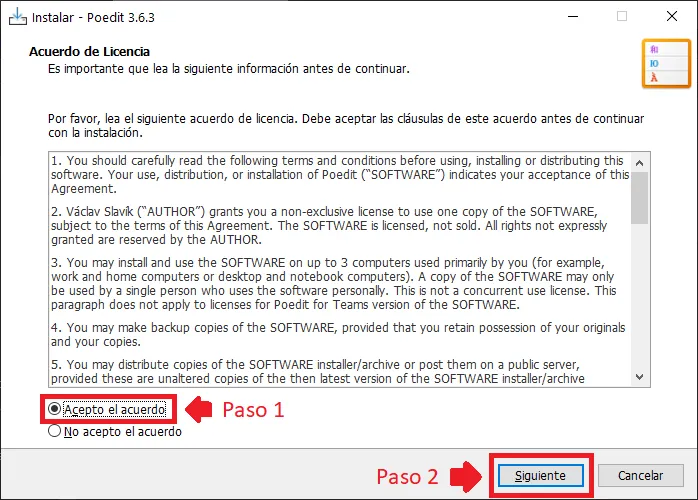 Instalar - Poedit 3.6.3
Acuerdo de Licencia
Es importante que lea la siguiente información antes de continuar.
Por favor, lea el siguiente acuerdo de licencia. Debe aceptar las cláusulas de este acuerdo antes de continuar
con la instalación.
1. You should carefully read the following terms and conditions before using, installing or distributing this
software. Your use, distribution, or installation of Poedit (“SOFTWARE”) indicates your acceptance of this
Agreement.
2. Václav Slavík (“AUTHOR”) grants you a non-exclusive license to use one copy of the SOFTWARE,
subject to the terms of this Agreement. The SOFTWARE is licensed, not sold. All rights not expressly
granted are reserved by the AUTHOR.
3. You may install and use the SOFTWARE on up to 3 computers used primarily by you (for example,
work and home computers or desktop and notebook computers). A copy of the SOFTWARE may only
be used by a single person who uses the software personally. This is not a concurrent use license. This
paragraph does not apply to licenses for Poedit for Teams version of the SOFTWARE.
4. You may make backup copies of the SOFTWARE, provided that you retain possession of your originals
and your copies.
5. You may distribute copies of the SOFTWARE installer/archive or post them on a public server,
provided these are unaltered copies of the then latest version of the SOFTWARE installer/archive
Acepto el acuerdo
Paso 1
No acepto el acuerdo
Paso 2
Siguiente
Cancelar